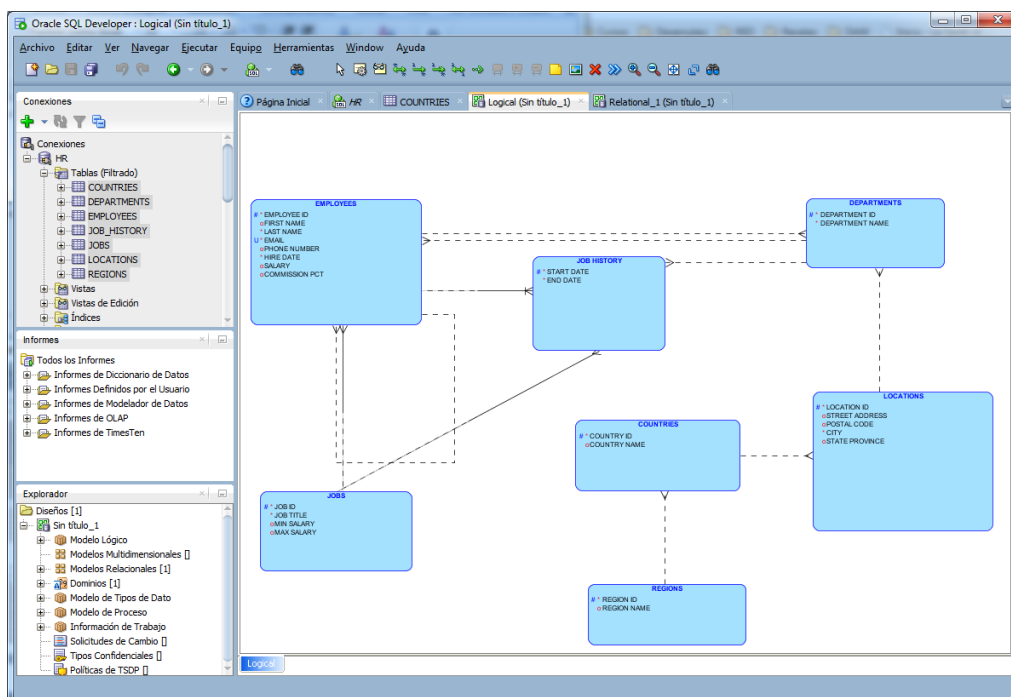 Oracle SQL Developer : Logical (Sin título_1)
Archivo Editar Ver Navegar Ejecutar Equipo Herramientas Window Ayuda
Conexiones
Conexiones
HR
Tablas (Filtrado)
COUNTRIES
DEPARTMENTS
EMPLOYEES
JOB_HISTORY
JOBS
LOCATIONS
REGIONS
Vistas
Vistas de Edición
Índices
Informes
Todos los Informes
Informes de Diccionario de Datos
Informes Definidos por el Usuario
Informes de Modelador de Datos
Informes de OLAP
Informes de TimesTen
Explorador
Diseños [1]
Sin título_1
Modelo Lógico
Modelos Multidimensionales []
Modelos Relacionales [1]
Dominios [1]
Modelo de Tipos de Dato
Modelo de Proceso
Información de Trabajo
Solicitudes de Cambio []
Tipos Confidenciales []
Políticas de TSDP []
Página Inicial HR COUNTRIES Logical (Sin título_1) Relational_1 (Sin título_1)
EMPLOYEES
# * EMPLOYEE ID
o FIRST NAME
* LAST NAME
U * EMAIL
o PHONE NUMBER
* HIRE DATE
o SALARY
o COMMISSION PCT
DEPARTMENTS
# * DEPARTMENT ID
* DEPARTMENT NAME
JOB HISTORY
# * START DATE
* END DATE
LOCATIONS
# * LOCATION ID
o STREET ADDRESS
o POSTAL CODE
* CITY
o STATE PROVINCE
COUNTRIES
# * COUNTRY ID
o COUNTRY NAME
JOBS
# * JOB ID
* JOB TITLE
o MIN SALARY
o MAX SALARY
REGIONS
# * REGION ID
o REGION NAME
Logical